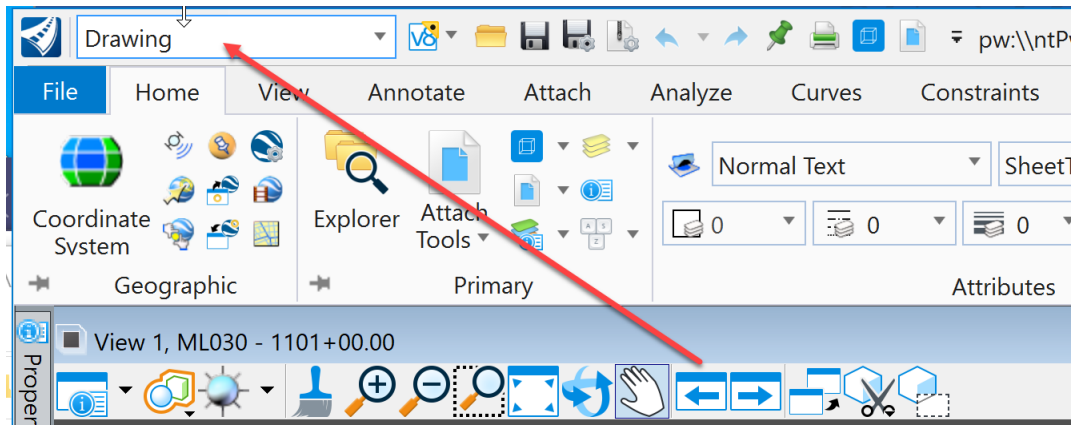 Drawing
pw:\\ntPw
File Home View Annotate Attach Analyze Curves Constraints
Normal Text
SheetT
Coordinate System
Explorer
Attach Tools
0 0 0
Geographic Primary Attributes
View 1, ML030 - 1101+00.00
Proper